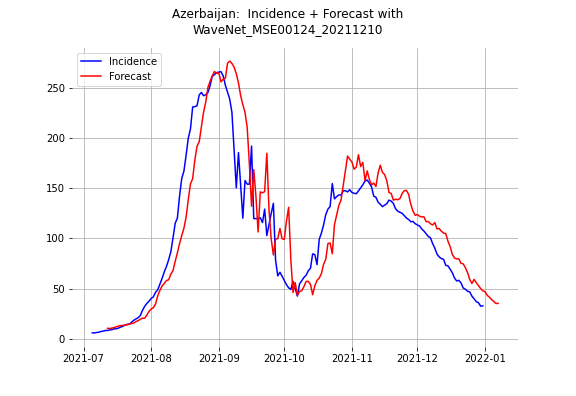 Azerbaijan:  Incidence + Forecast with
WaveNet_MSE00124_20211210
Incidence
Forecast
250
200
150
100
50
0
2021-07 2021-08 2021-09 2021-10 2021-11 2021-12 2022-01